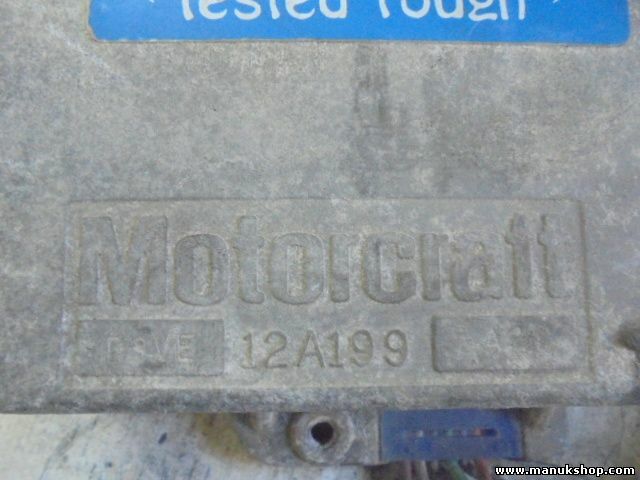 Tested Tough
Motorcraft
12A199
www.manukshop.com